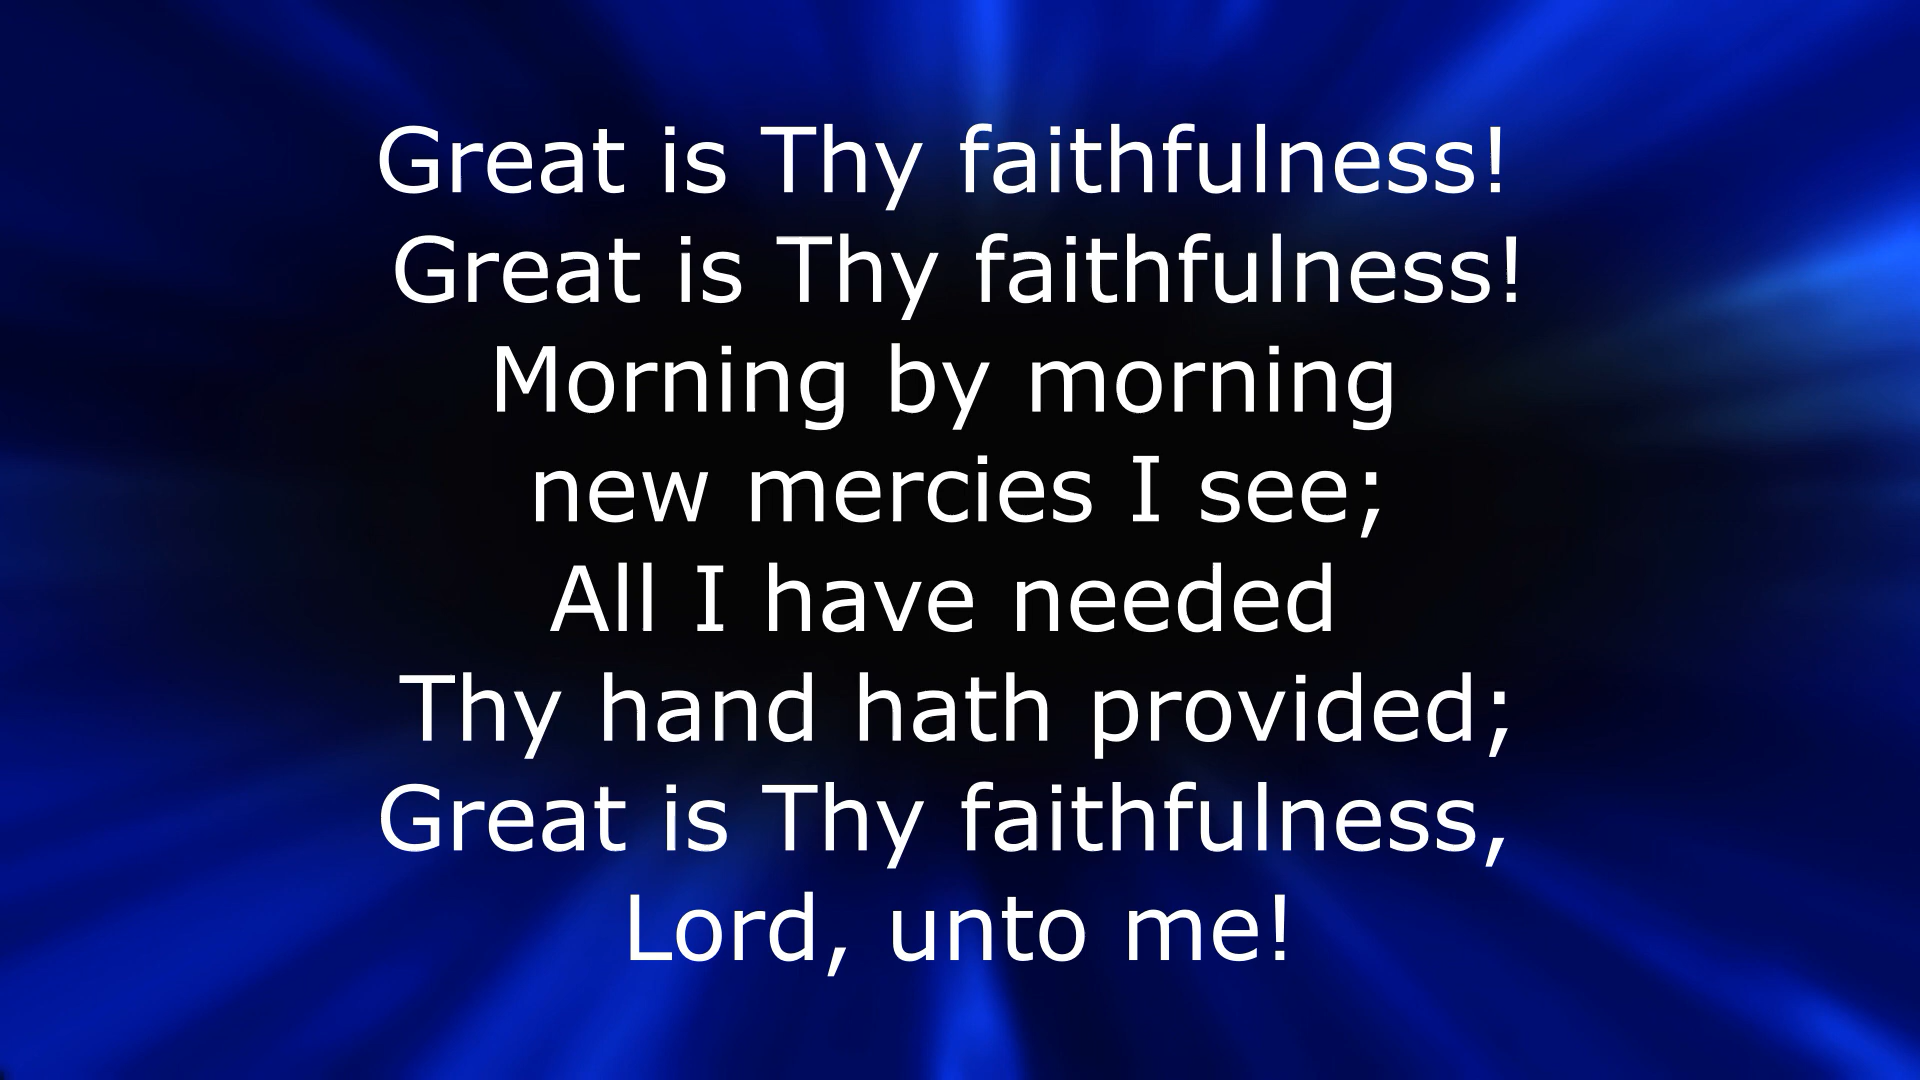 Great is Thy faithfulness!
Great is Thy faithfulness!
Morning by morning
new mercies I see;
All I have needed
Thy hand hath provided;
Great is Thy faithfulness,
Lord, unto me!